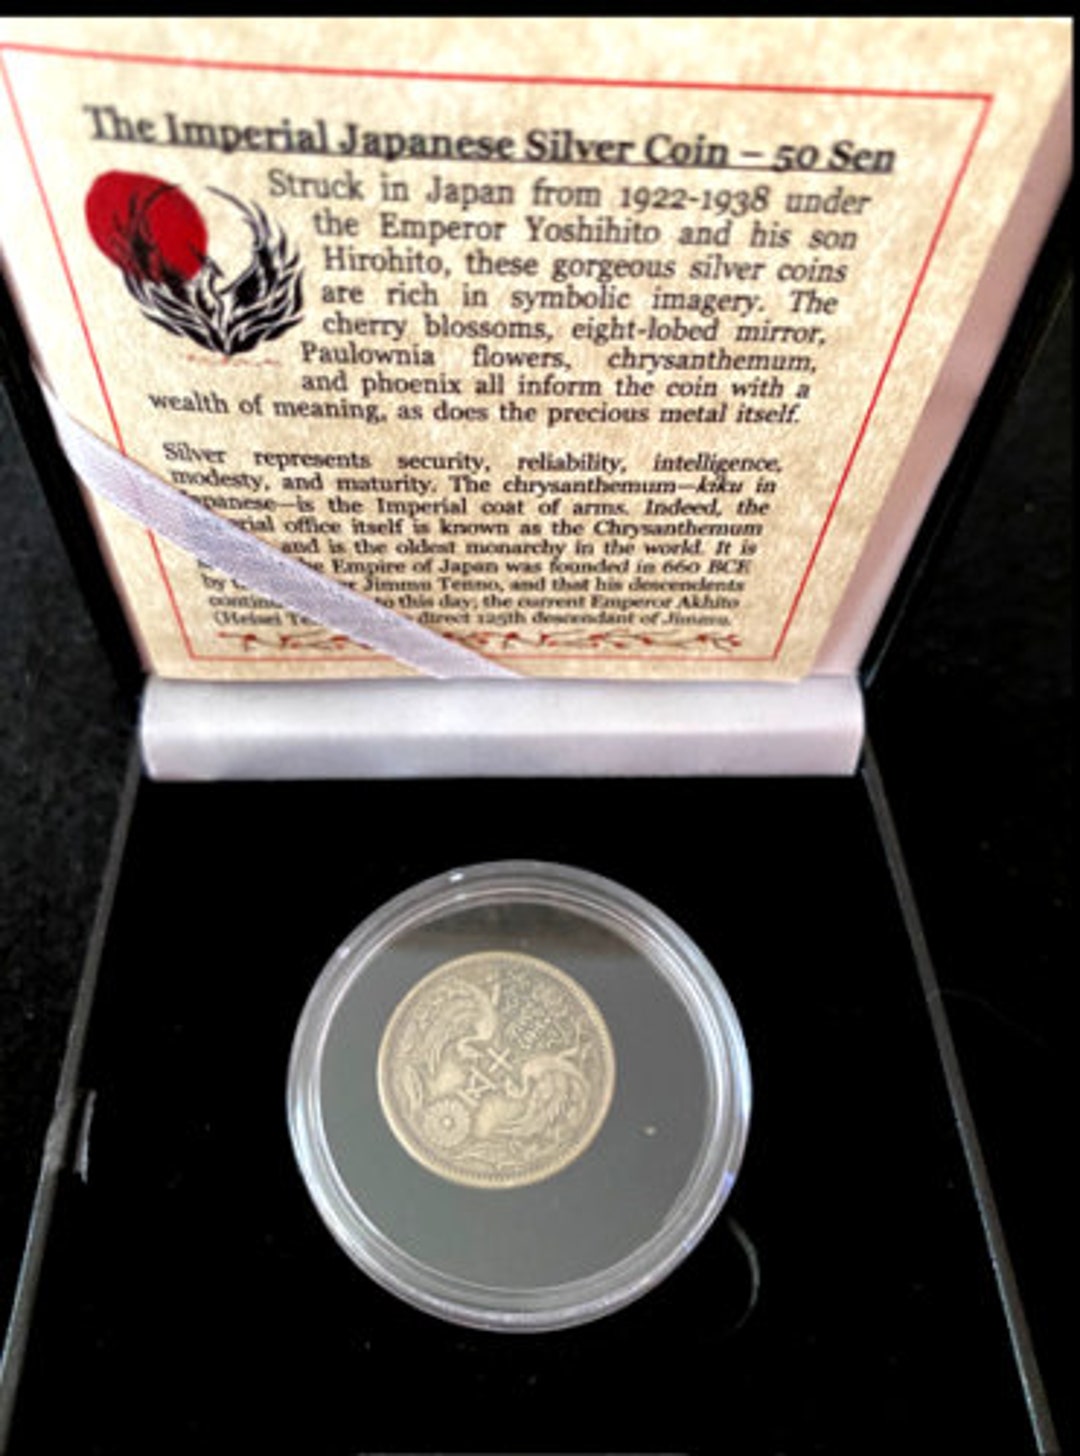 The Imperial Japanese Silver Coin – 50 Sen
Struck in Japan from 1922-1938 under
the Emperor Yoshihito and his son
Hirohito, these gorgeous silver coins
are rich in symbolic imagery. The
cherry blossoms, eight-lobed mirror,
Paulownia flowers, chrysanthemum,
and phoenix all inform the coin with a
wealth of meaning, as does the precious metal itself.
Silver represents security, reliability, intelligence,
modesty, and maturity. The chrysanthemum—kiku in
Japanese—is the Imperial coat of arms. Indeed, the
office itself is known as the Chrysanthemum
and is the oldest monarchy in the world. It is
Empire of Japan was founded in 660 BCE
by Jimmu Tenno, and that his descendents
to this day; the current Emperor Akhito
(Heisei direct 125th descendant of Jimmu.